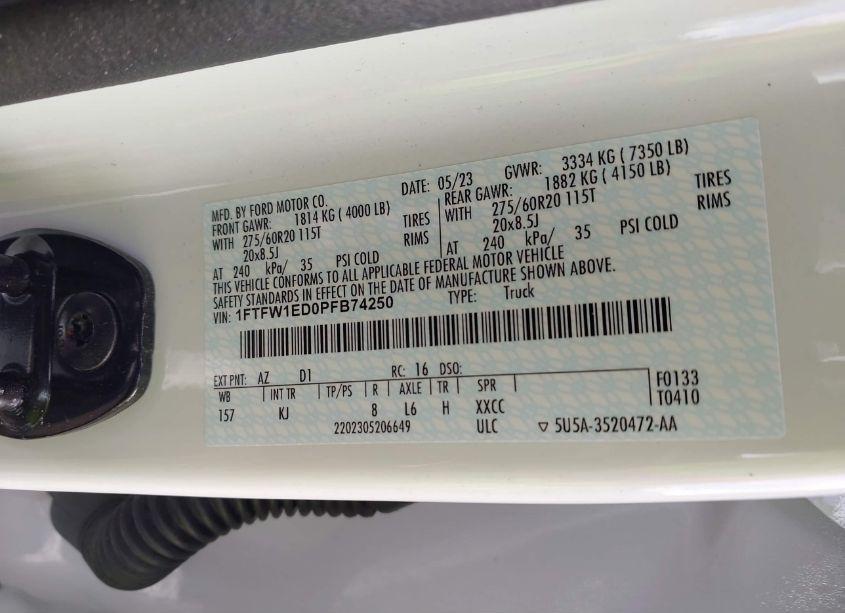 MFD. BY FORD MOTOR CO. DATE: 05/23 GVWR: 3334 KG ( 7350 LB)
FRONT GAWR: 1814 KG ( 4000 LB) REAR GAWR: 1882 KG ( 4150 LB)
WITH 275/60R20 115T TIRES WITH 275/60R20 115T TIRES
20x8.5J RIMS 20x8.5J RIMS
AT 240 kPa/ 35 PSI COLD AT 240 kPa/ 35 PSI COLD
THIS VEHICLE CONFORMS TO ALL APPLICABLE FEDERAL MOTOR VEHICLE
SAFETY STANDARDS IN EFFECT ON THE DATE OF MANUFACTURE SHOWN ABOVE.
VIN: 1FTFW1ED0PFB74250 TYPE: Truck
EXT PNT: AZ D1 RC: 16 DSO:
WB INT TR TP/PS R AXLE TR SPR F0133
157 KJ 8 L6 H XXCC T0410
2202305206649 ULC ▽ 5U5A-3520472-AA